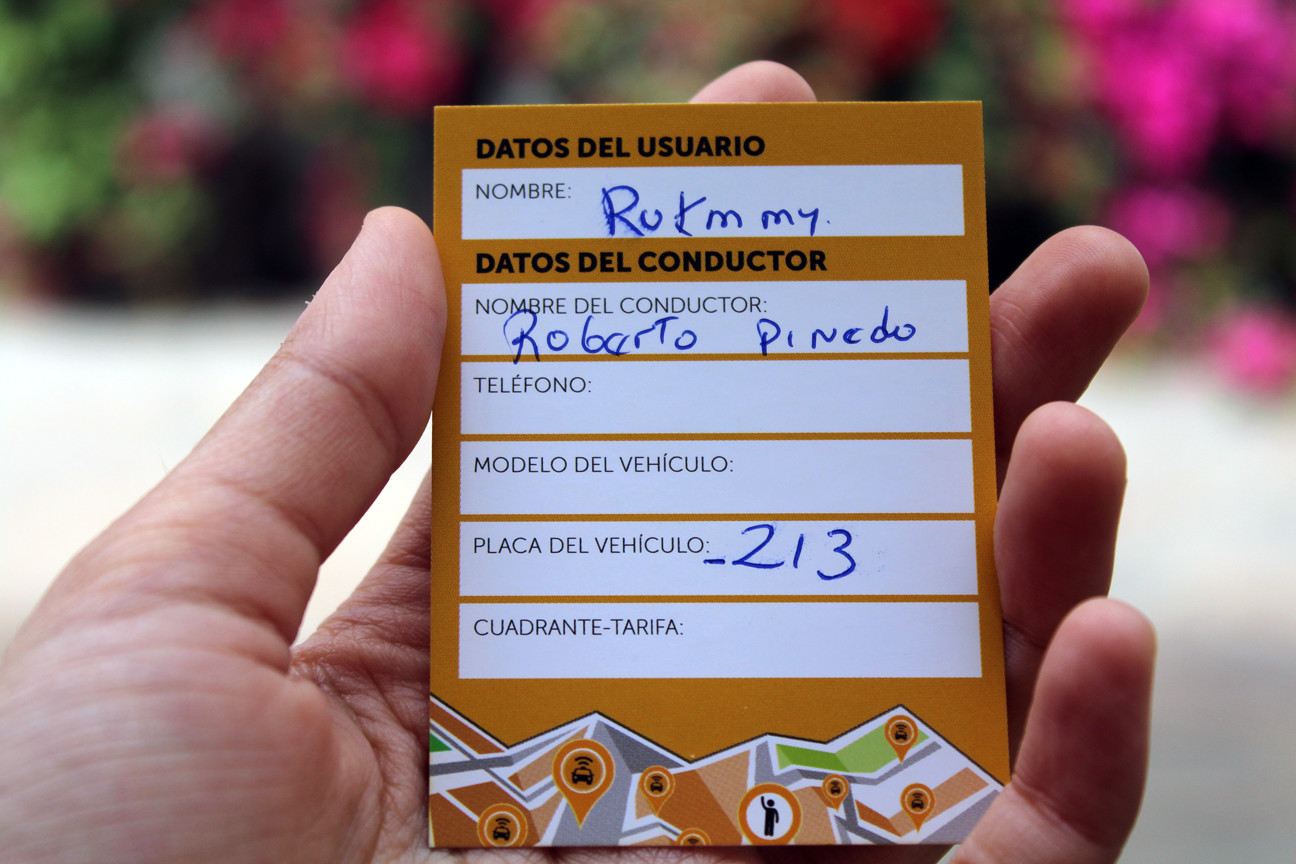 DATOS DEL USUARIO
NOMBRE: Rutmmy.
DATOS DEL CONDUCTOR
NOMBRE DEL CONDUCTOR:
Roberto Pinedo
TELÉFONO:
MODELO DEL VEHÍCULO:
PLACA DEL VEHÍCULO: -213
CUADRANTE-TARIFA: